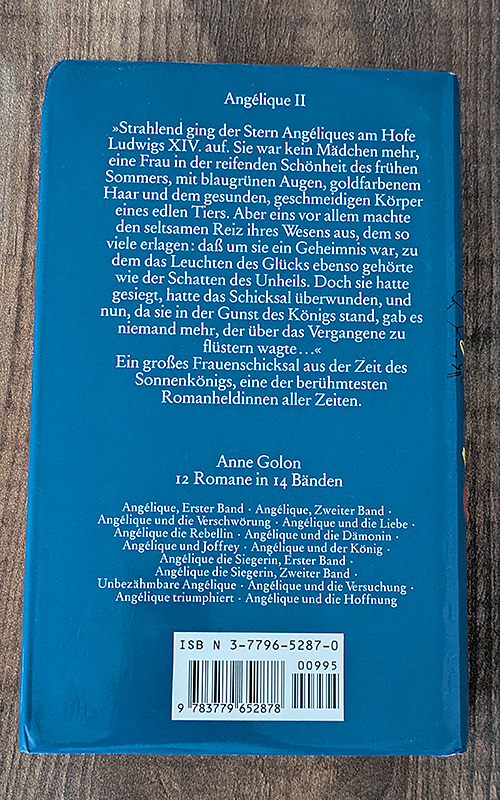 Angélique II
»Strahlend ging der Stern Angéliques am Hofe
Ludwigs XIV. auf. Sie war kein Mädchen mehr,
eine Frau in der reifenden Schönheit des frühen
Sommers, mit blaugrünen Augen, goldfarbenem
Haar und dem gesunden, geschmeidigen Körper
eines edlen Tiers. Aber eins vor allem machte
den seltsamen Reiz ihres Wesens aus, dem so
viele erlagen: daß um sie ein Geheimnis war, zu
dem das Leuchten des Glücks ebenso gehörte
wie der Schatten des Unheils. Doch sie hatte
gesiegt, hatte das Schicksal überwunden, und
nun, da sie in der Gunst des Königs stand, gab es
niemand mehr, der über das Vergangene zu
flüstern wagte...«
Ein großes Frauenschicksal aus der Zeit des
Sonnenkönigs, eine der berühmtesten
Romanheldinnen aller Zeiten.
Anne Golon
12 Romane in 14 Bänden
Angélique, Erster Band · Angélique, Zweiter Band ·
Angélique und die Verschwörung · Angélique und die Liebe ·
Angélique die Rebellin · Angélique und die Dämonin ·
Angélique und Joffrey · Angélique und der König ·
Angélique die Siegerin, Erster Band ·
Angélique die Siegerin, Zweiter Band ·
Unbezähmbare Angélique · Angélique und die Versuchung ·
Angélique triumphiert · Angélique und die Hoffnung
ISB N 3-7796-5287-0
00995
9 783779 652878